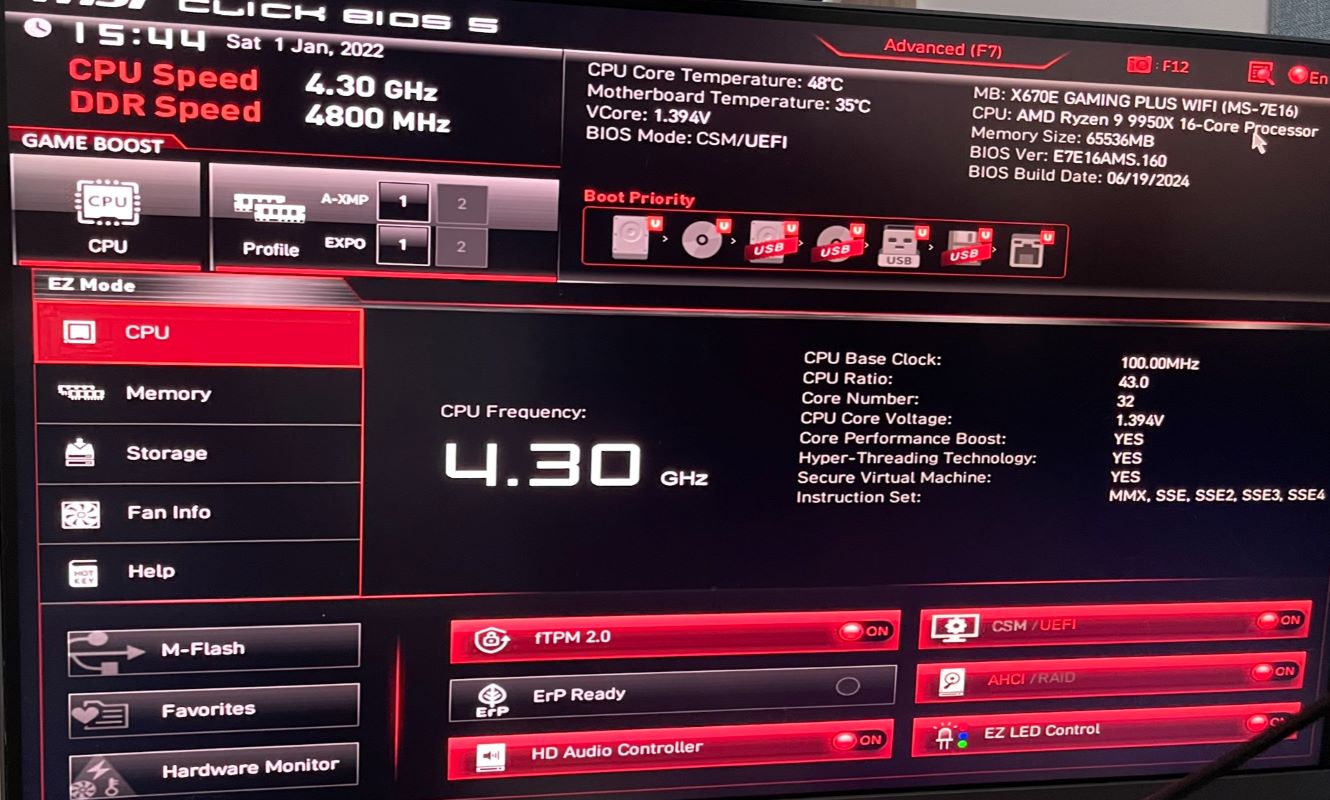 CLICK BIOS 5
15:44 Sat 1 Jan, 2022
CPU Speed 4.30 GHz
DDR Speed 4800 MHz
Advanced (F7)
: F12
En
CPU Core Temperature: 48°C
Motherboard Temperature: 35°C
VCore: 1.394V
BIOS Mode: CSM/UEFI
MB: X670E GAMING PLUS WIFI (MS-7E16)
CPU: AMD Ryzen 9 9950X 16-Core Processor
Memory Size: 65536MB
BIOS Ver: E7E16AMS.160
BIOS Build Date: 06/19/2024
GAME BOOST
CPU
CPU
A-XMP 1 2
Profile EXPO 1 2
Boot Priority
U U U U U U U
USB USB USB USB
EZ Mode
CPU
Memory
Storage
Fan Info
HOT KEY Help
CPU Frequency:
4.30 GHz
CPU Base Clock: 100.00MHz
CPU Ratio: 43.0
Core Number: 32
CPU Core Voltage: 1.394V
Core Performance Boost: YES
Hyper-Threading Technology: YES
Secure Virtual Machine: YES
Instruction Set: MMX, SSE, SSE2, SSE3, SSE4
M-Flash
Favorites
Hardware Monitor
fTPM 2.0 ON
ErP ErP Ready
HD Audio Controller ON
CSM /UEFI ON
AHCI /RAID ON
EZ LED Control